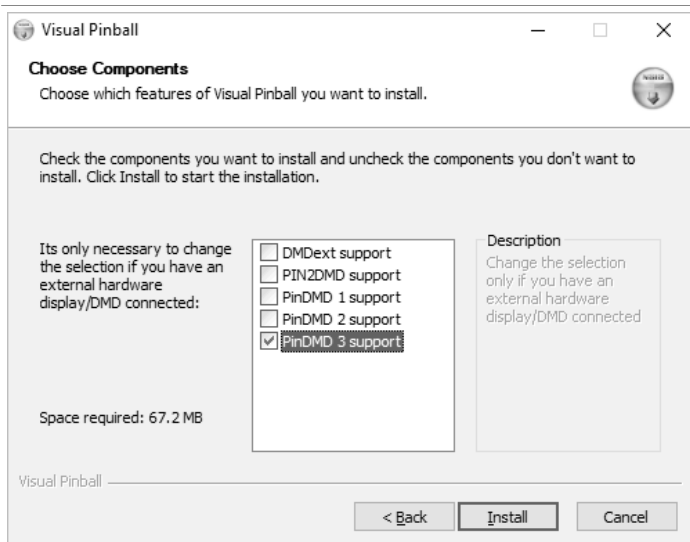 Visual Pinball
Choose Components
Choose which features of Visual Pinball you want to install.
Check the components you want to install and uncheck the components you don't want to
install. Click Install to start the installation.
Its only necessary to change
the selection if you have an
external hardware
display/DMD connected:
DMDext support
PIN2DMD support
PinDMD 1 support
PinDMD 2 support
PinDMD 3 support
Description
Change the selection
only if you have an
external hardware
display/DMD connected
Space required: 67.2 MB
Visual Pinball
< Back
Install
Cancel